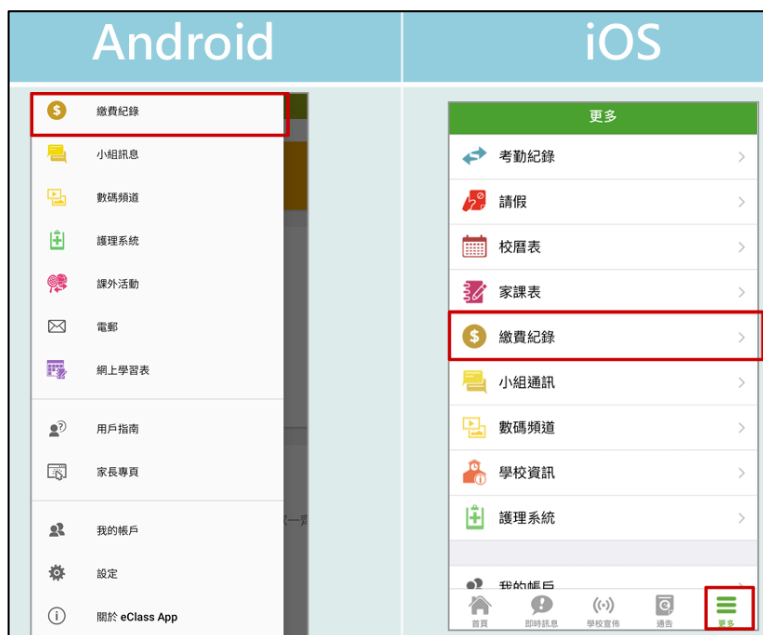 Android
iOS
繳費紀錄
小組訊息
數碼頻道
護理系統
課外活動
電郵
網上學習表
用戶指南
家長專頁
我的帳戶
設定
關於 eClass App
更多
考勤紀錄
請假
校曆表
家課表
繳費紀錄
小組通訊
數碼頻道
學校資訊
護理系統
我的帳戶
首頁
即時訊息
學校宣佈
通告
更多